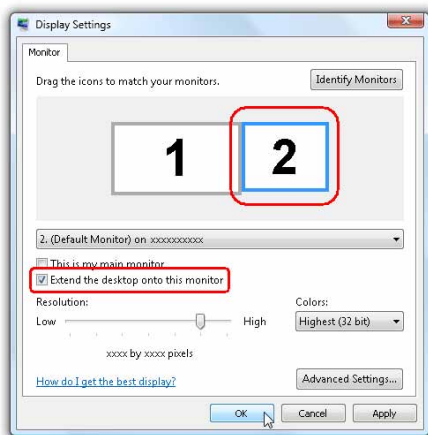 Display Settings
Monitor
Drag the icons to match your monitors.
Identify Monitors
1
2
2. (Default Monitor) on xxxxxxxxxx
This is my main monitor
Extend the desktop onto this monitor
Resolution:
Colors:
Low
High
Highest (32 bit)
xxxx by xxxx pixels
How do I get the best display?
Advanced Settings...
OK
Cancel
Apply